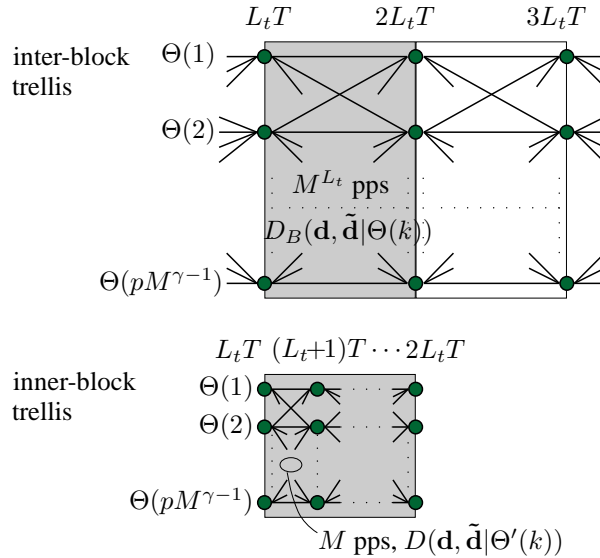 L_tT 2L_tT 3L_tT
inter-block Θ(1)
trellis
Θ(2)
M^{L_t} pps
D_B(d, d̃|Θ(k))
Θ(pM^{γ−1})
L_tT (L_t+1)T ··· 2L_tT
inner-block Θ(1)
trellis Θ(2)
Θ(pM^{γ−1})
M pps, D(d, d̃|Θ′(k))